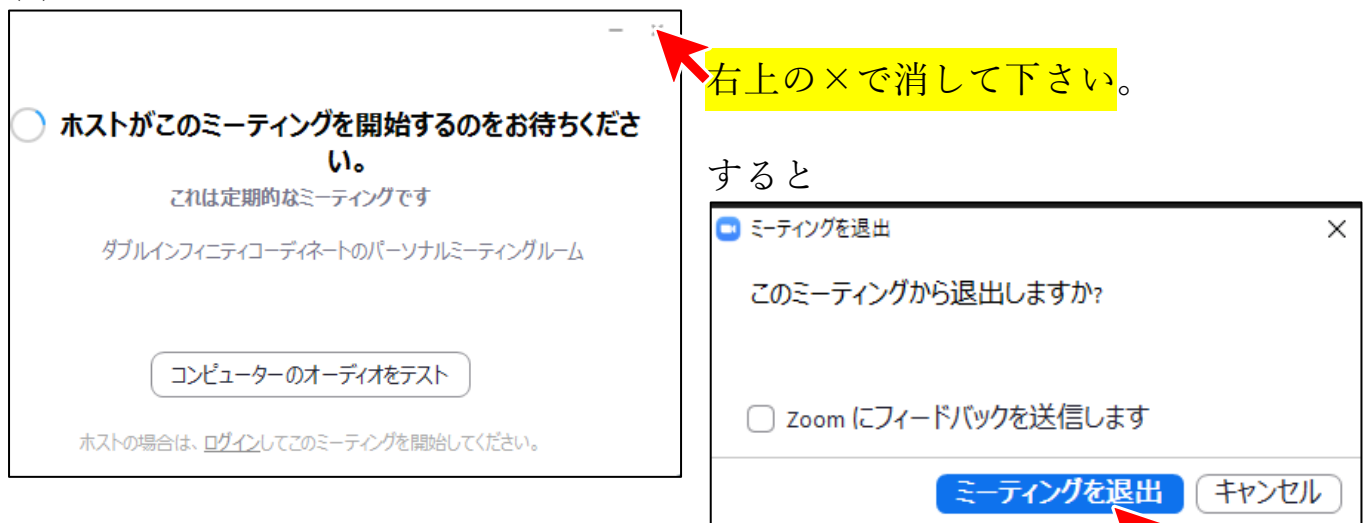 ホストがこのミーティングを開始するのをお待ちくださ
い。
これは定期的なミーティングです
ダブルインフィニティコーディネートのパーソナルミーティングルーム
コンピューターのオーディオをテスト
ホストの場合は、ログインしてこのミーティングを開始してください。
右上の×で消して下さい。
すると
ミーティングを退出
このミーティングから退出しますか?
Zoom にフィードバックを送信します
ミーティングを退出 キャンセル